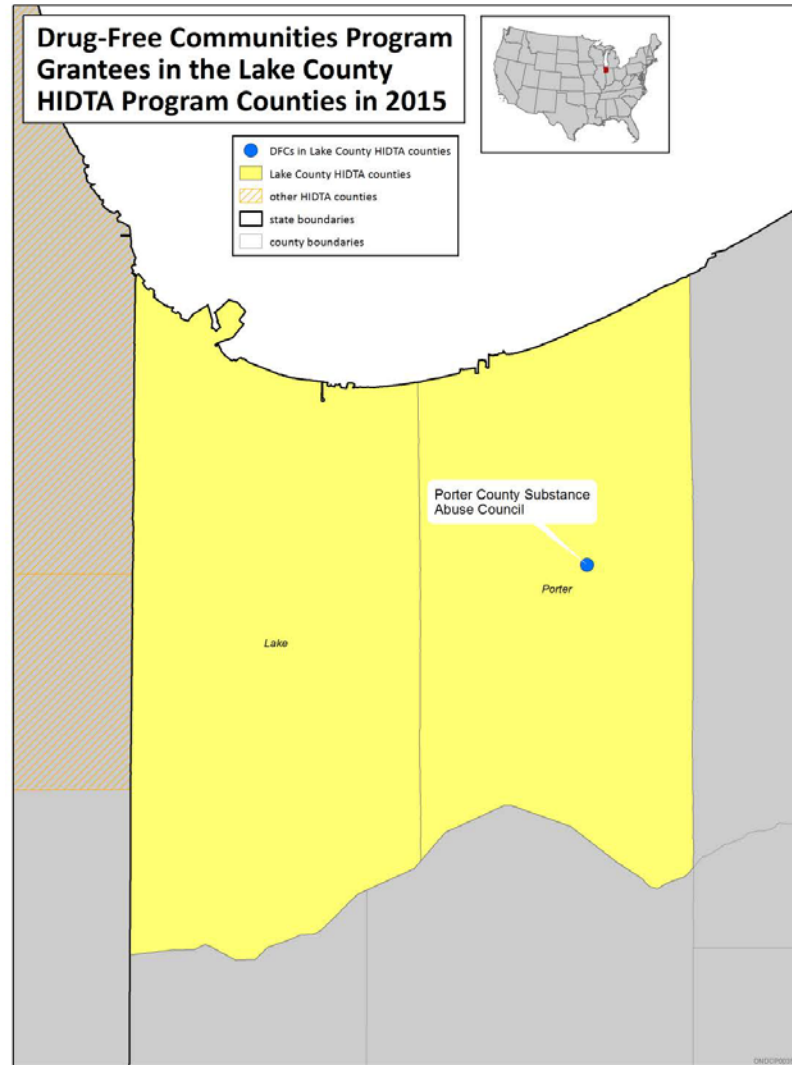 Drug-Free Communities Program
Grantees in the Lake County
HIDTA Program Counties in 2015
DFCs in Lake County HIDTA counties
Lake County HIDTA counties
other HIDTA counties
state boundaries
county boundaries
Porter County Substance
Abuse Council
Porter
Lake